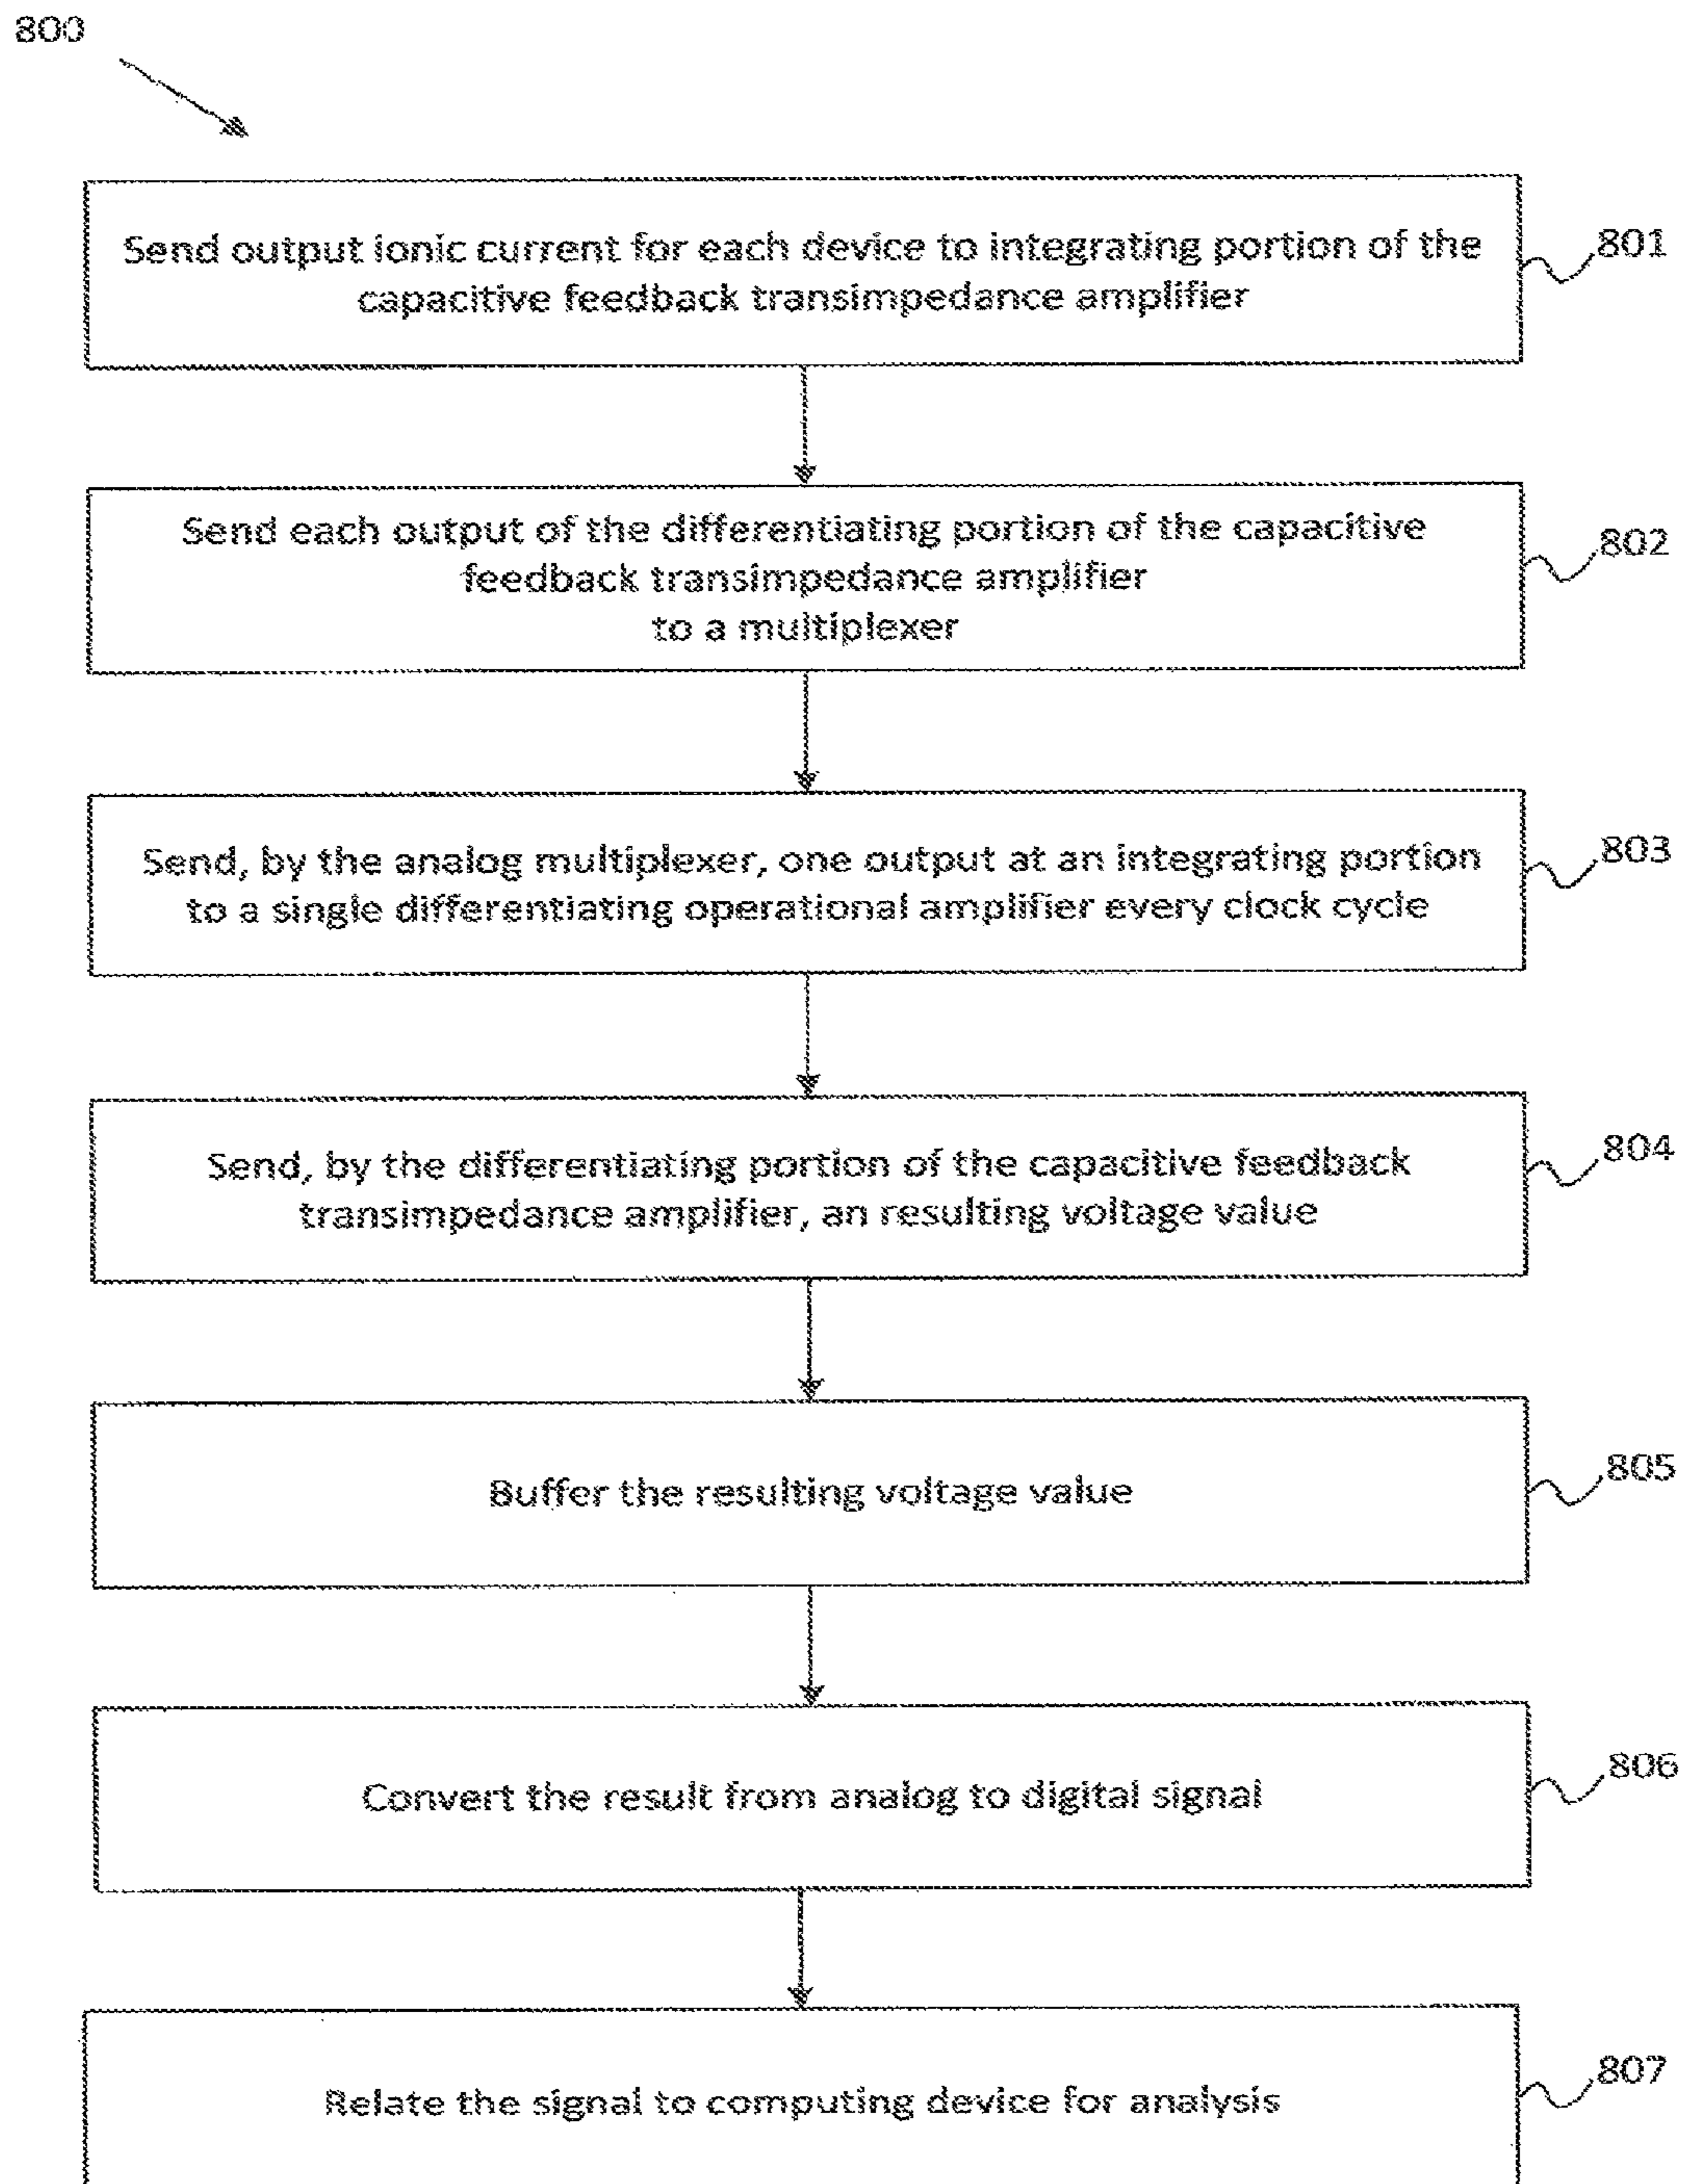 800
Send output ionic current for each device to integrating portion of the
capacitive feedback transimpedance amplifier
801
Send each output of the differentiating portion of the capacitive
feedback transimpedance amplifier
to a multiplexer
802
Send, by the analog multiplexer, one output at an integrating portion
to a single differentiating operational amplifier every clock cycle
803
Send, by the differentiating portion of the capacitive feedback
transimpedance amplifier, an resulting voltage value
804
Buffer the resulting voltage value
805
Convert the result from analog to digital signal
806
Relate the signal to computing device for analysis
807